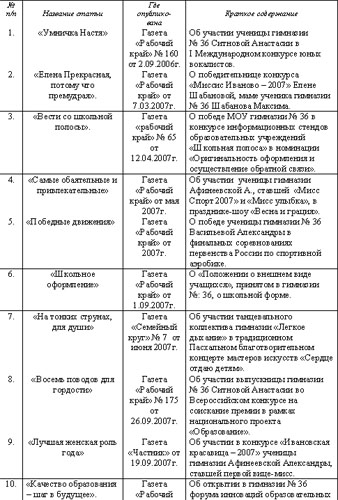 № п/п Название статьи Где опублико- вана Краткое содержание
1. «Умничка Настя» Газета «Рабочий край» № 160 от 2.09.2006г. Об участии ученицы гимназии № 36 Ситновой Анастасии в I Международном конкурсе юных вокалистов.
2. «Елена Прекрасная, потому что премудрая». Газета «Рабочий край» от 7.03.2007г. О победительнице конкурса «Миссис Иваново – 2007» Елене Шабановой, маме ученика гимназии № 36 Шабанова Максима.
3. «Вести со школьной полосы». Газета «рабочий край» № 65 от 12.04.2007г. О победе МОУ гимназии № 36 в конкурсе информационных стендов образовательных учреждений «Школьная полоса» в номинации «Оригинальность оформления и осуществление обратной связи».
4. «Самые обаятельные и привлекательные» Газета «Рабочий край» от мая 2007г. Об участии ученицы гимназии Афинеевской А., ставшей «Мисс Спорт 2007» и «Мисс улыбка», в празднике-шоу «Весна и грация».
5. «Победные движения» Газета «Рабочий край» от 2007г. О победе ученицы гимназии № 36 Васильевой Александры в финальных соревнованиях первенства России по спортивной аэробике.
6. «Школьное оформление» Газета «Рабочий край» от 1.09.2007г. О «Положении о внешнем виде учащихся», принятом в гимназии №: 36, о школьной форме.
7. «На тонких струнах, для души» Газета «Семейный круг» № 7 от июня 2007г. Об участии танцевального коллектива гимназии «Легкое дыхание» в традиционном Пасхальном благотворительном концерте мастеров искусств «Сердце отдаю детям».
8. «Восемь поводов для гордости» Газета «Рабочий край» № 175 от 26.09.2007г. Об участии выпускницы гимназии № 36 Ситновой Анастасии во Всероссийском конкурсе на соискание премии в рамках национального проекта «Образование».
9. «Лучшая женская роль года» Газета «Частник» от 19.09.2007г. Об участии в конкурсе «Ивановская красавица – 2007» ученицы гимназии Афинеевской Александры, ставшей первой вице-мисс.
10. «Качество образования – шаг в будущее». Газета «Рабочий Об открытии в гимназии № 36 форума инноваций образовательных